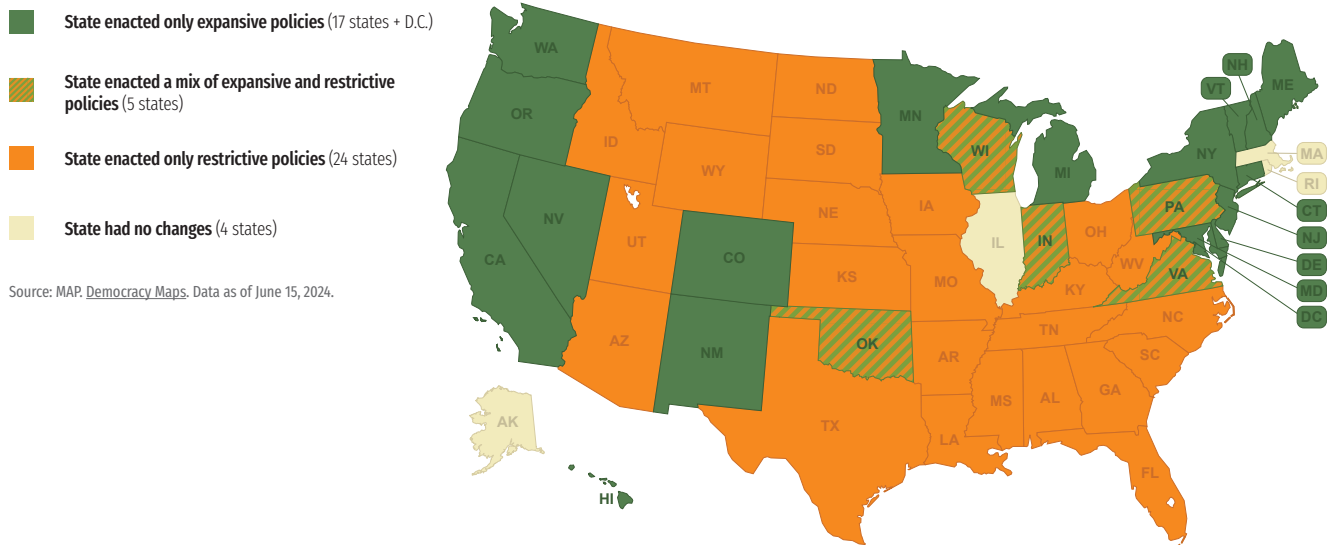 State enacted only expansive policies (17 states + D.C.)
State enacted a mix of expansive and restrictive
policies (5 states)
State enacted only restrictive policies (24 states)
State had no changes (4 states)
Source: MAP. Democracy Maps. Data as of June 15, 2024.
WA
MT
ND
MN
OR
ID
SD
WI
WY
MI
NY
VT
NH
ME
MA
RI
CT
NJ
DE
MD
DC
NV
UT
NE
IA
PA
CA
CO
KS
MO
IL
IN
OH
WV
VA
KY
AZ
NM
OK
AR
TN
NC
SC
MS
AL
GA
TX
LA
FL
AK
HI